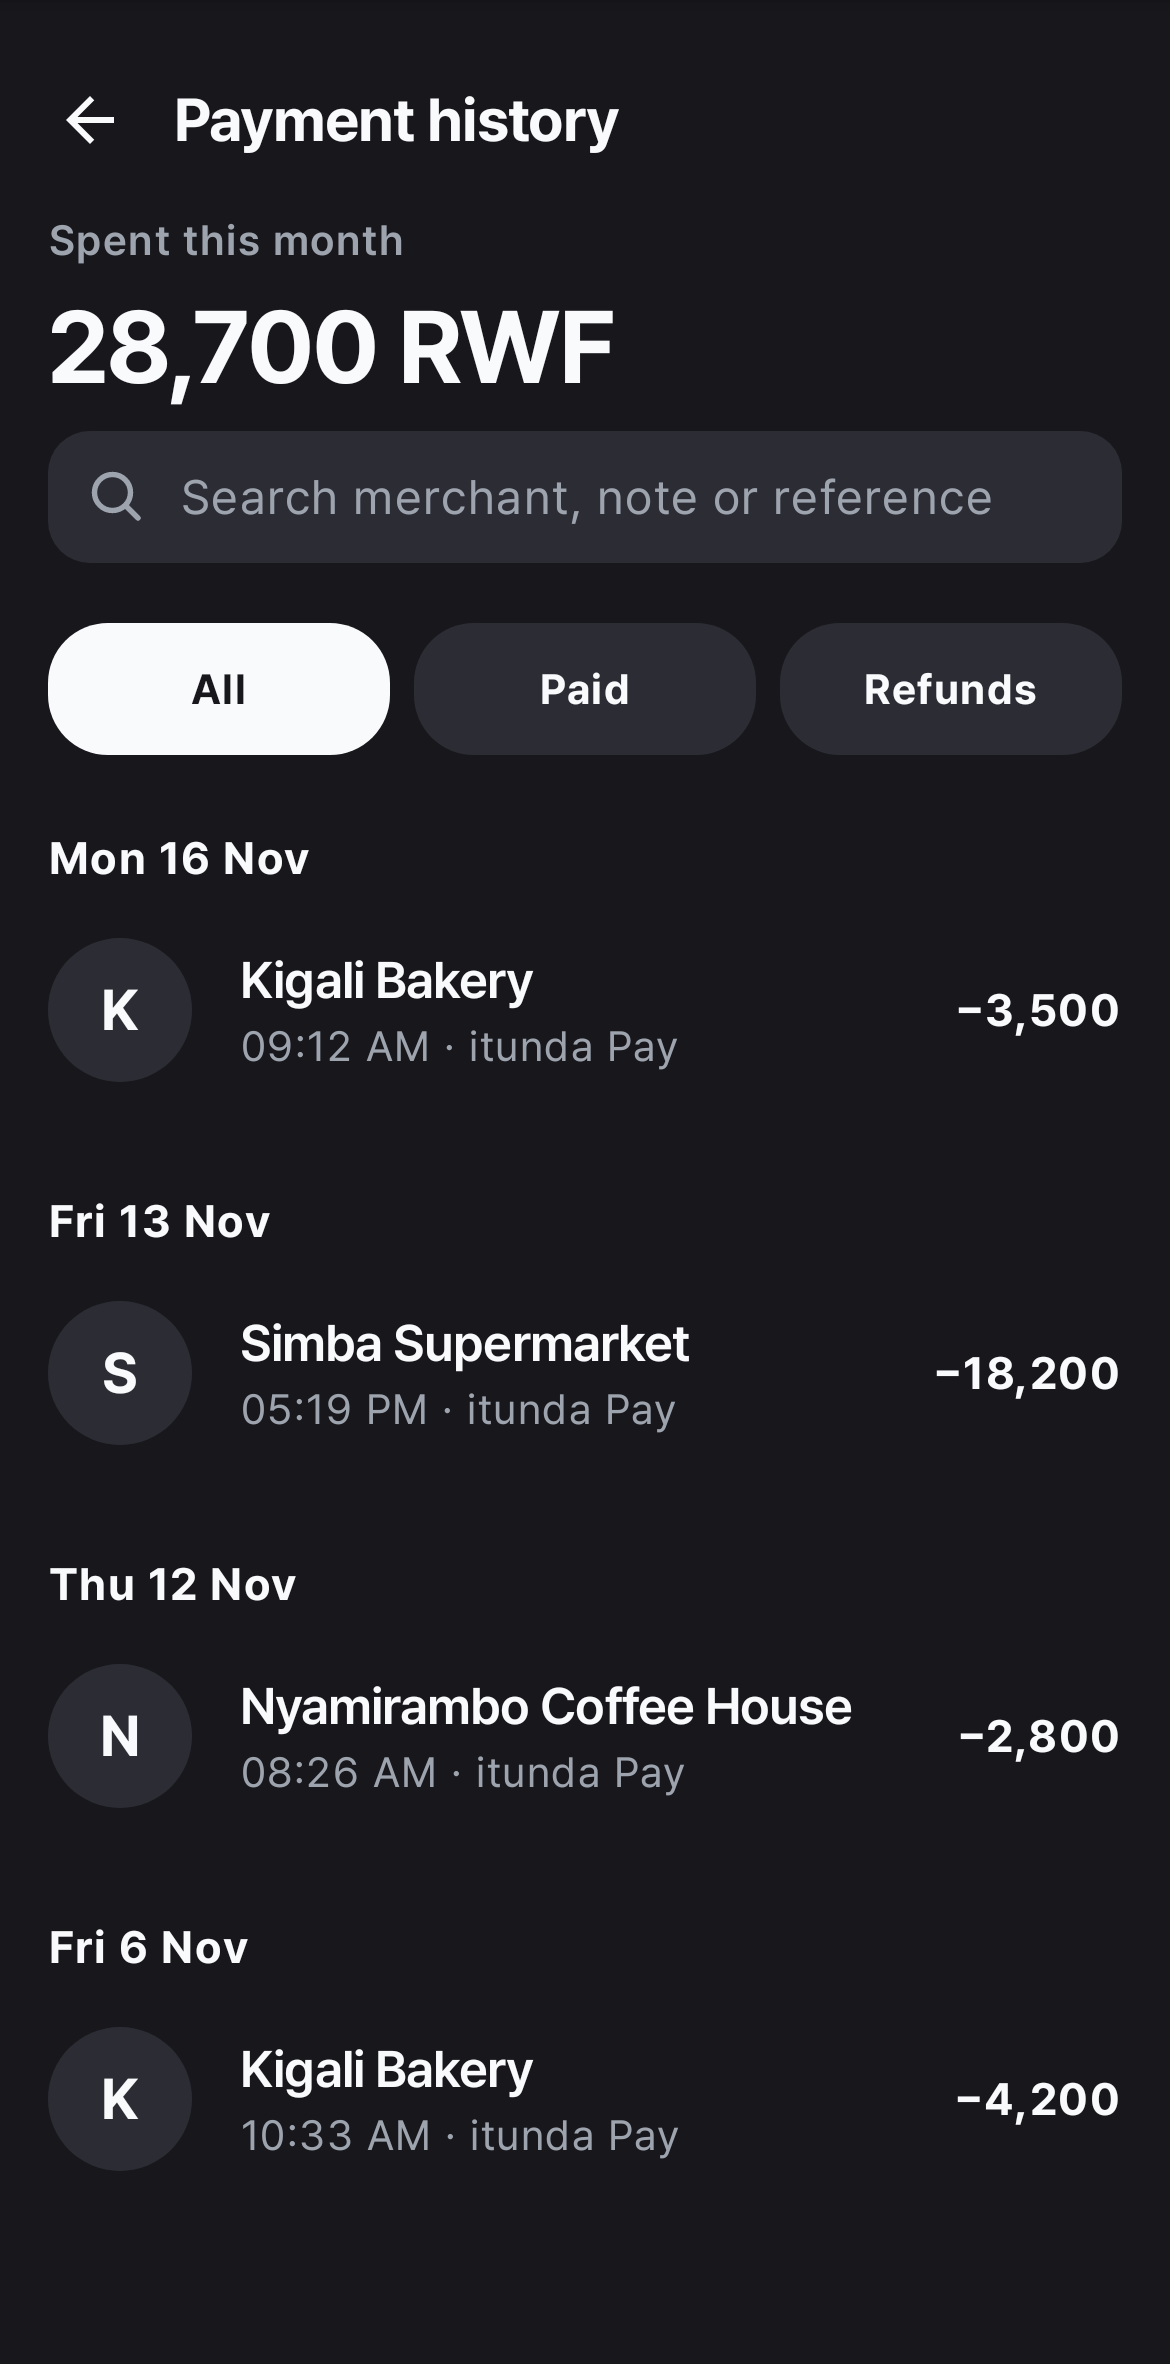 Payment history
Spent this month
28,700 RWF
Search merchant, note or reference
All
Paid
Refunds
Mon 16 Nov
K
Kigali Bakery
09:12 AM · itunda Pay
−3,500
Fri 13 Nov
S
Simba Supermarket
05:19 PM · itunda Pay
−18,200
Thu 12 Nov
N
Nyamirambo Coffee House
08:26 AM · itunda Pay
−2,800
Fri 6 Nov
K
Kigali Bakery
10:33 AM · itunda Pay
−4,200